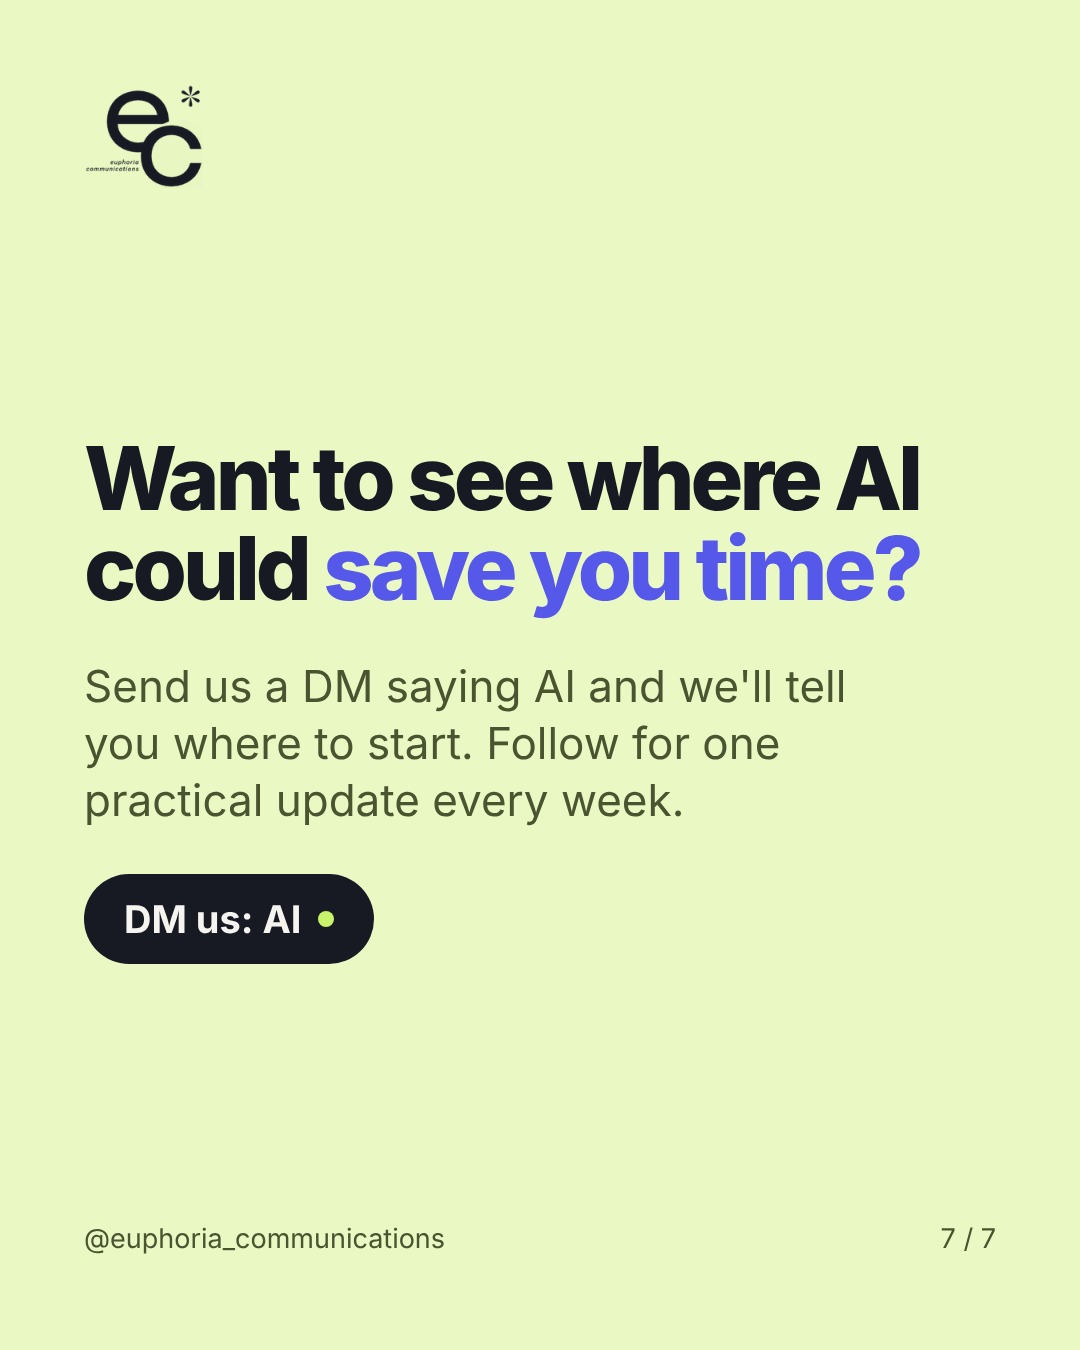 ec*
euphoria
communications
Want to see where AI
could save you time?
Send us a DM saying AI and we'll tell
you where to start. Follow for one
practical update every week.
DM us: AI
@euphoria_communications
7 / 7